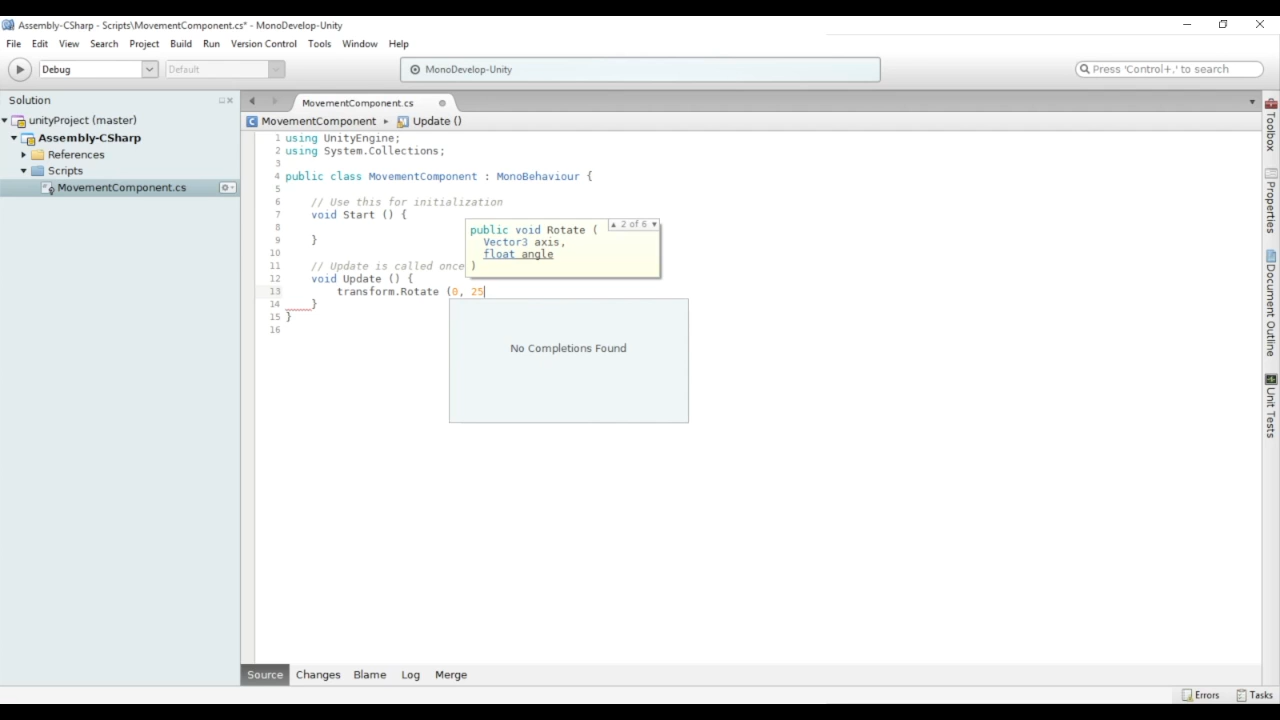 Assembly-CSharp - Scripts\MovementComponent.cs* - MonoDevelop-Unity
File Edit View Search Project Build Run Version Control Tools Window Help
Debug Default MonoDevelop-Unity Press 'Control+,' to search
Solution
unityProject (master)
Assembly-CSharp
References
Scripts
MovementComponent.cs
MovementComponent.cs
MovementComponent Update ()
1 using UnityEngine;
2 using System.Collections;
3
4 public class MovementComponent : MonoBehaviour {
5
6 // Use this for initialization
7 void Start () {
8
9 }
10
11 // Update is called once
12 void Update () {
13 transform.Rotate (0, 25
14 }
15 }
16
2 of 6
public void Rotate (
Vector3 axis,
float angle
)
No Completions Found
Toolbox
Properties
Document Outline
Unit Tests
Source Changes Blame Log Merge
Errors Tasks